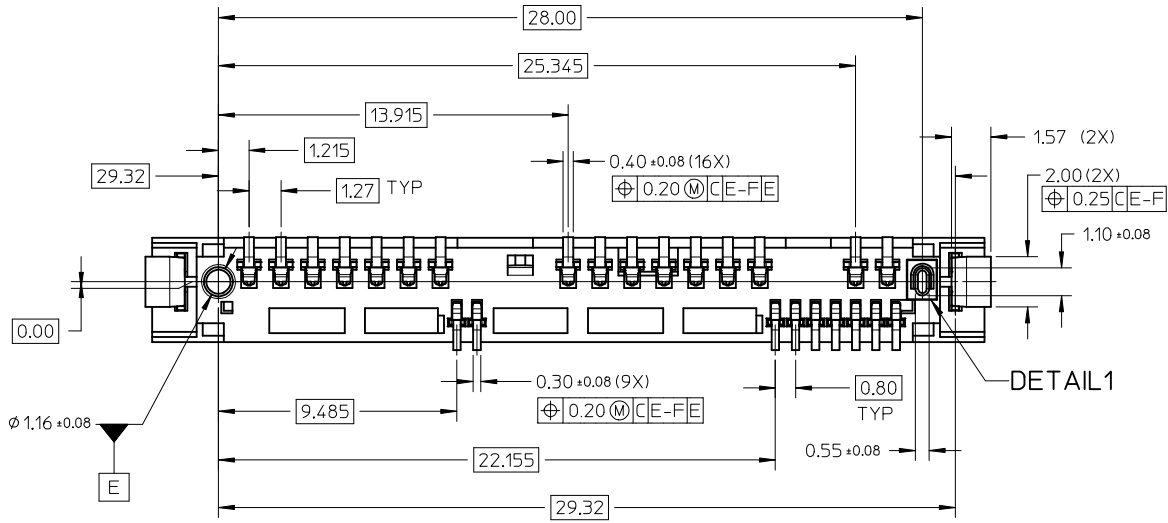 28.00
25.345
13.915
1.215
0.40 ±0.08 (16X)
1.57 (2X)
29.32
1.27 TYP
⌖ 0.20 Ⓜ C E-F E
2.00 (2X)
⌖ 0.25 C E-F
1.10 ±0.08
0.00
0.30 ±0.08 (9X)
0.80
TYP
DETAIL1
9.485
⌖ 0.20 Ⓜ C E-F E
Ø 1.16 ±0.08
22.155
0.55 ±0.08
E
29.32